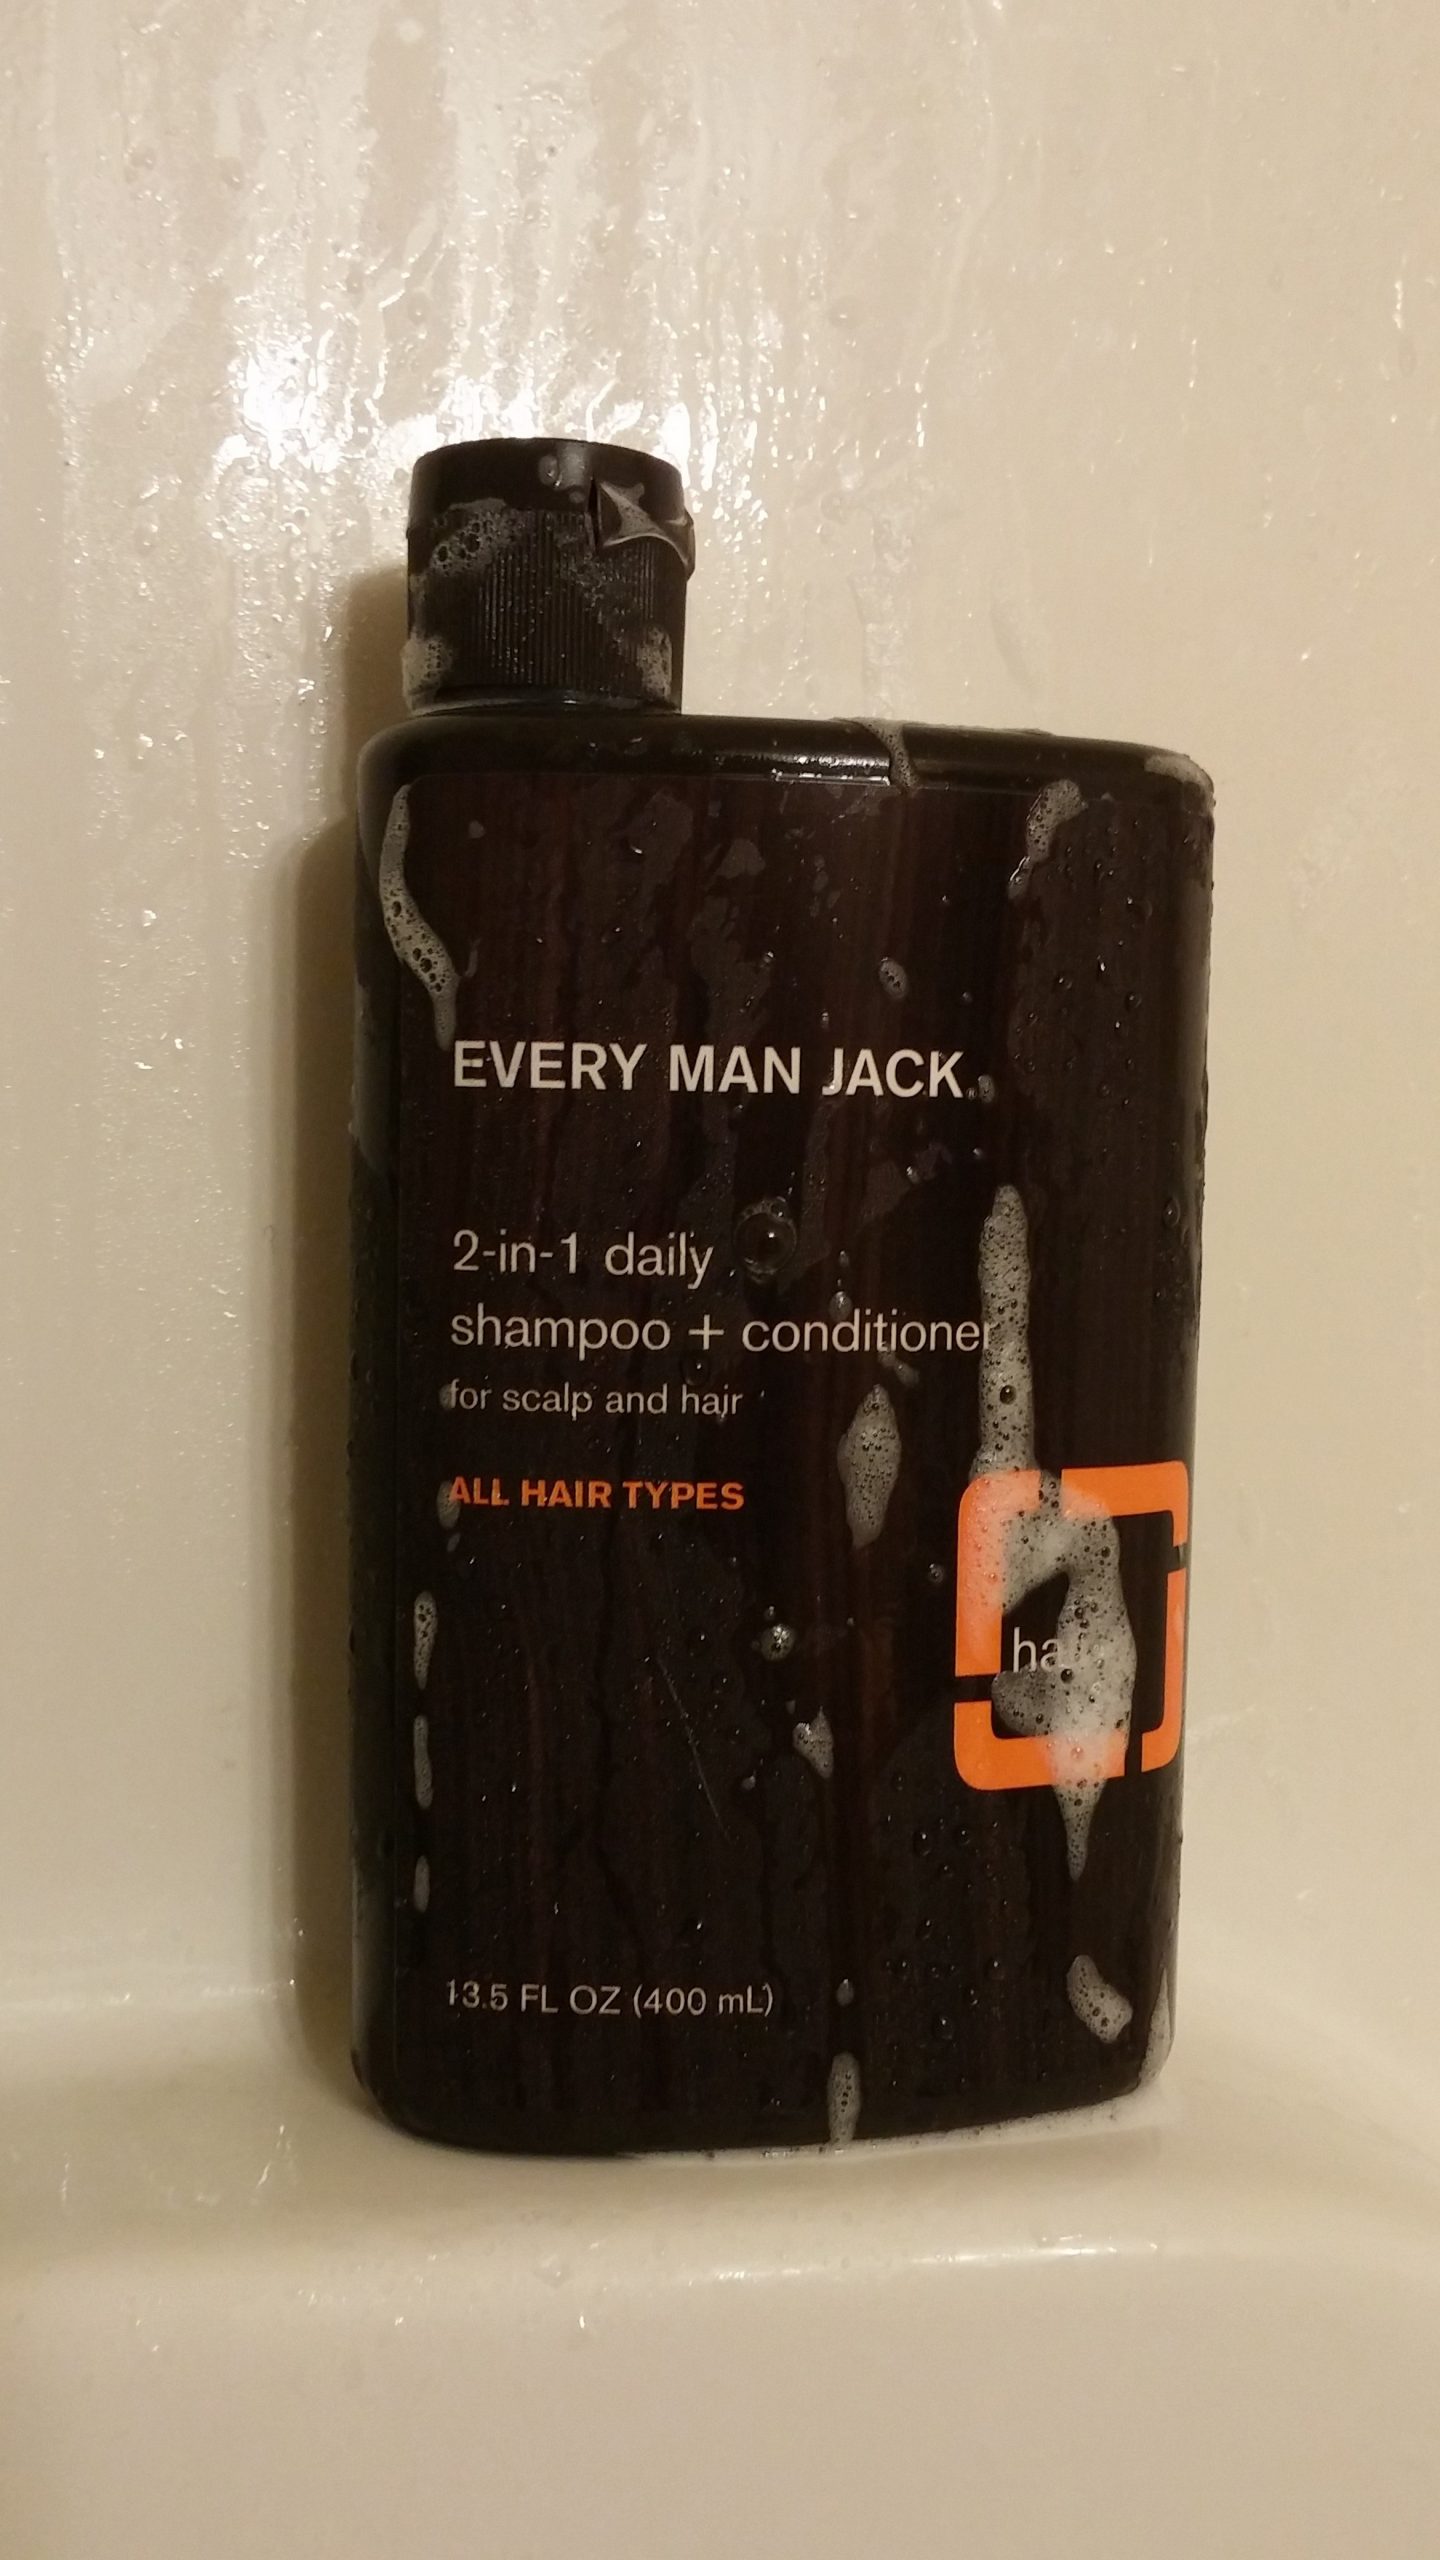 EVERY MAN JACK®
2-in-1 daily
shampoo + conditioner
for scalp and hair
ALL HAIR TYPES
13.5 FL OZ (400 mL)